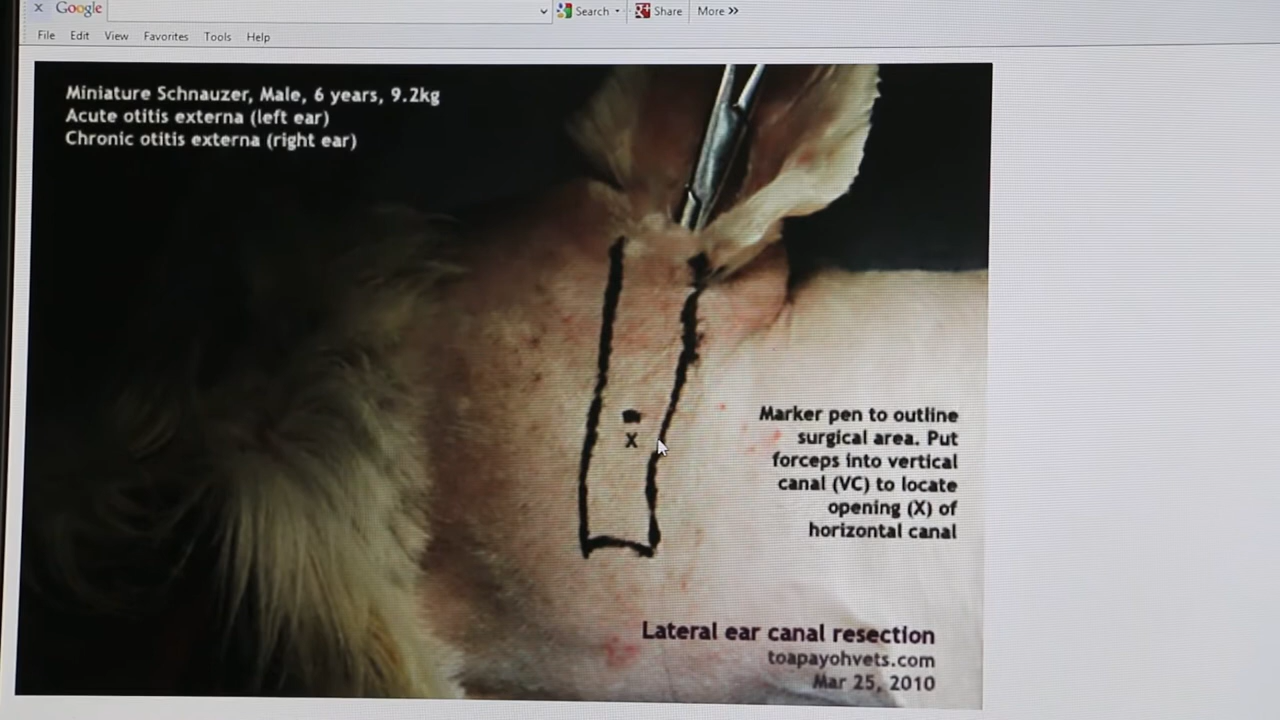 x Google
Search Share More »
File Edit View Favorites Tools Help
Miniature Schnauzer, Male, 6 years, 9.2kg
Acute otitis externa (left ear)
Chronic otitis externa (right ear)
X
Marker pen to outline
surgical area. Put
forceps into vertical
canal (VC) to locate
opening (X) of
horizontal canal
Lateral ear canal resection
toapayohvets.com
Mar 25, 2010